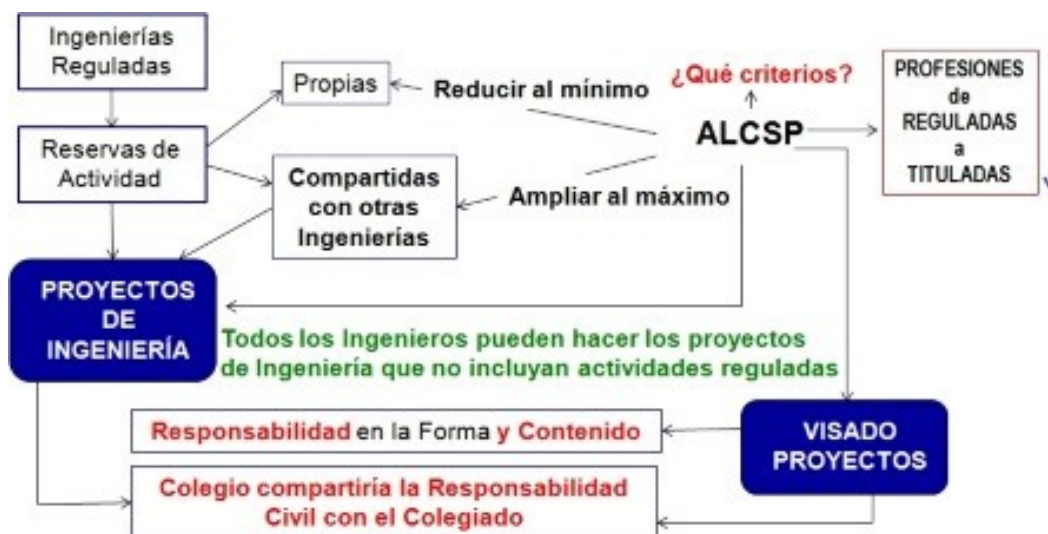 Ingenierías
Reguladas
Propias
Reducir al mínimo
¿Qué criterios?
PROFESIONES
de
REGULADAS
a
TITULADAS
ALCSP
Reservas de
Actividad
Compartidas
con otras
Ingenierías
Ampliar al máximo
PROYECTOS
DE
INGENIERÍA
Todos los Ingenieros pueden hacer los proyectos
de Ingeniería que no incluyan actividades reguladas
Responsabilidad en la Forma y Contenido
VISADO
PROYECTOS
Colegio compartiría la Responsabilidad
Civil con el Colegiado